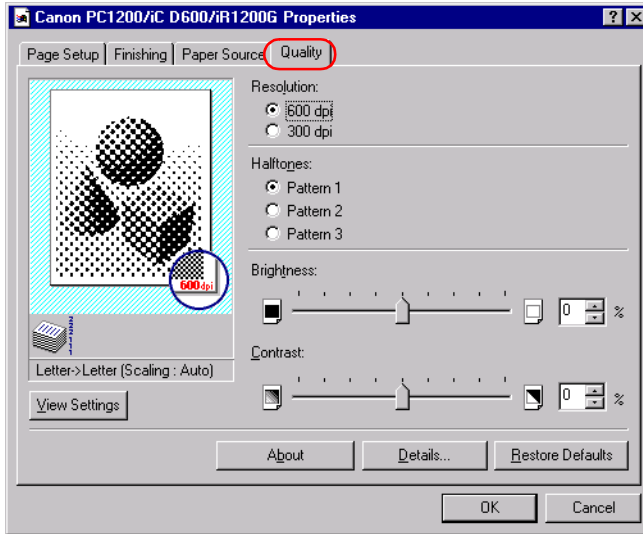 Canon PC1200/iC D600/iR1200G Properties
Page Setup Finishing Paper Source Quality
Resolution:
600 dpi
300 dpi
Halftones:
Pattern 1
Pattern 2
Pattern 3
600dpi
Brightness:
0 %
Letter->Letter (Scaling : Auto)
Contrast:
0 %
View Settings
About Details... Restore Defaults
OK Cancel